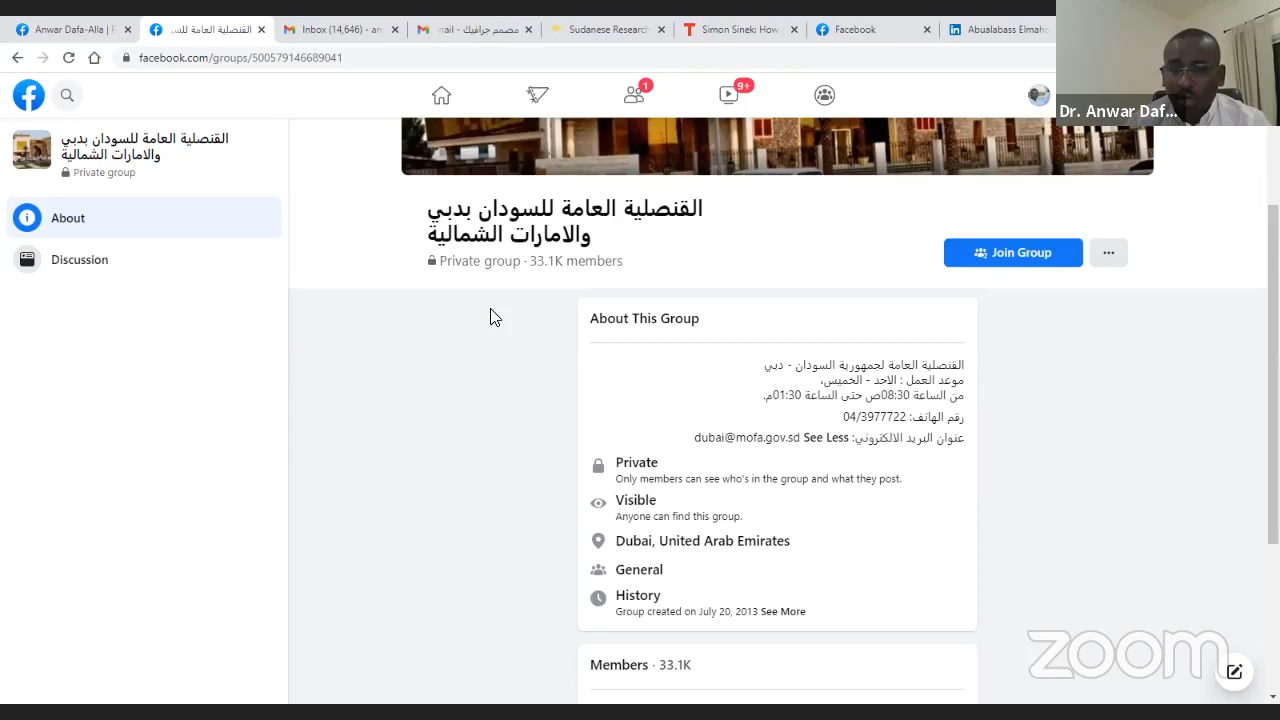 Anwar Dafa-Alla |
القنصلية العامة للس
Inbox (14,646) - an
مصمم جرافيك - mail
Sudanese Research
Simon Sinek: How
Facebook
Abualabass Elmaho
facebook.com/groups/500579146689041
1
9+
Dr. Anwar Daf...
القنصلية العامة للسودان بدبي
والامارات الشمالية
Private group
About
Discussion
القنصلية العامة للسودان بدبي
والامارات الشمالية
Private group · 33.1K members
Join Group
About This Group
القنصلية العامة لجمهورية السودان - دبي
موعد العمل : الاحد - الخميس،
من الساعة 08:30ص حتى الساعة 01:30م.
رقم الهاتف: 04/3977722
عنوان البريد الالكتروني: dubai@mofa.gov.sd See Less
Private
Only members can see who's in the group and what they post.
Visible
Anyone can find this group.
Dubai, United Arab Emirates
General
History
Group created on July 20, 2013 See More
Members · 33.1K
zoom